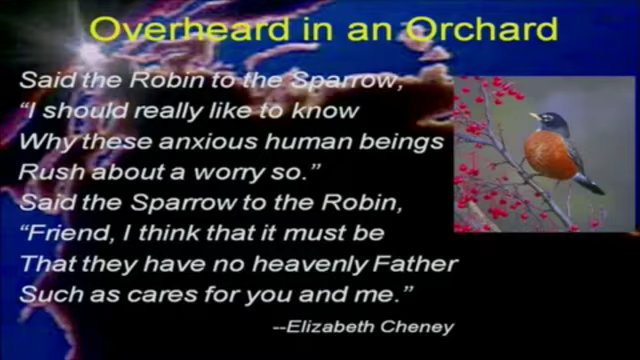 Overheard in an Orchard
Said the Robin to the Sparrow,
“I should really like to know
Why these anxious human beings
Rush about a worry so.”
Said the Sparrow to the Robin,
“Friend, I think that it must be
That they have no heavenly Father
Such as cares for you and me.”
--Elizabeth Cheney